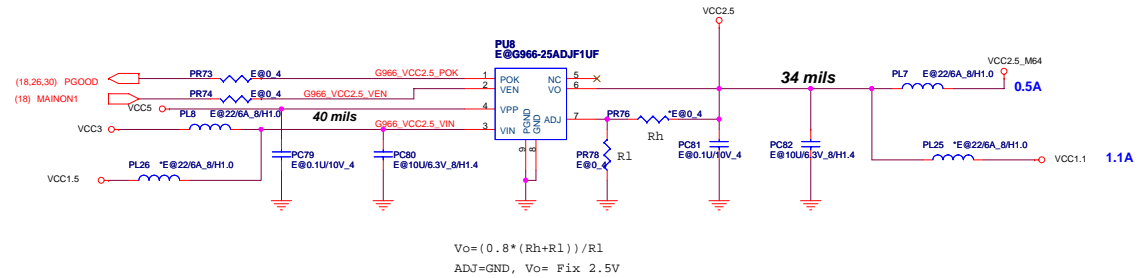 VCC2.5
PU8
E@G966-25ADJF1UF
(18,26,30) PGOOD
PR73
E@0_4
G966_VCC2.5_POK
1
POK
NC
5
(18) MAINON1
PR74
E@0_4
G966_VCC2.5_VEN
2
VEN
VO
6
VCC5
4
VPP
40 mils
VCC3
PL8
E@22/6A_8/H1.0
G966_VCC2.5_VIN
3
VIN
ADJ
7
PGND
GND
9
8
PR76
*E@0_4
Rh
PR78
E@0_4
Rl
34 mils
PL7
E@22/6A_8/H1.0
VCC2.5_M64
0.5A
PL26
*E@22/6A_8/H1.0
VCC1.5
PC79
E@0.1U/10V_4
PC80
E@10U/6.3V_8/H1.4
PC81
E@0.1U/10V_4
PC82
E@10U/6.3V_8/H1.4
PL25
*E@22/6A_8/H1.0
VCC1.1
1.1A
Vo=(0.8*(Rh+Rl))/Rl
ADJ=GND, Vo= Fix 2.5V